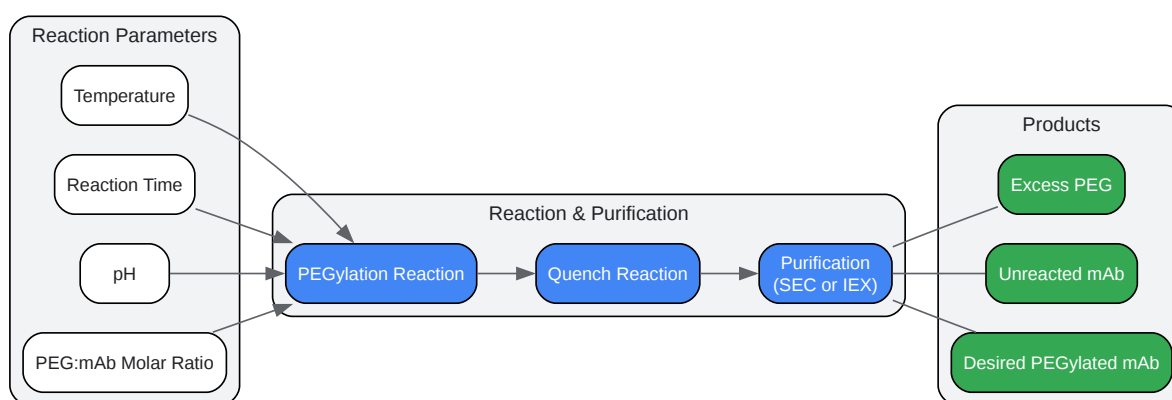 Reaction Parameters
Temperature
Reaction Time
pH
PEG:mAb Molar Ratio
Reaction & Purification
PEGylation Reaction
Quench Reaction
Purification
(SEC or IEX)
Products
Excess PEG
Unreacted mAb
Desired PEGylated mAb